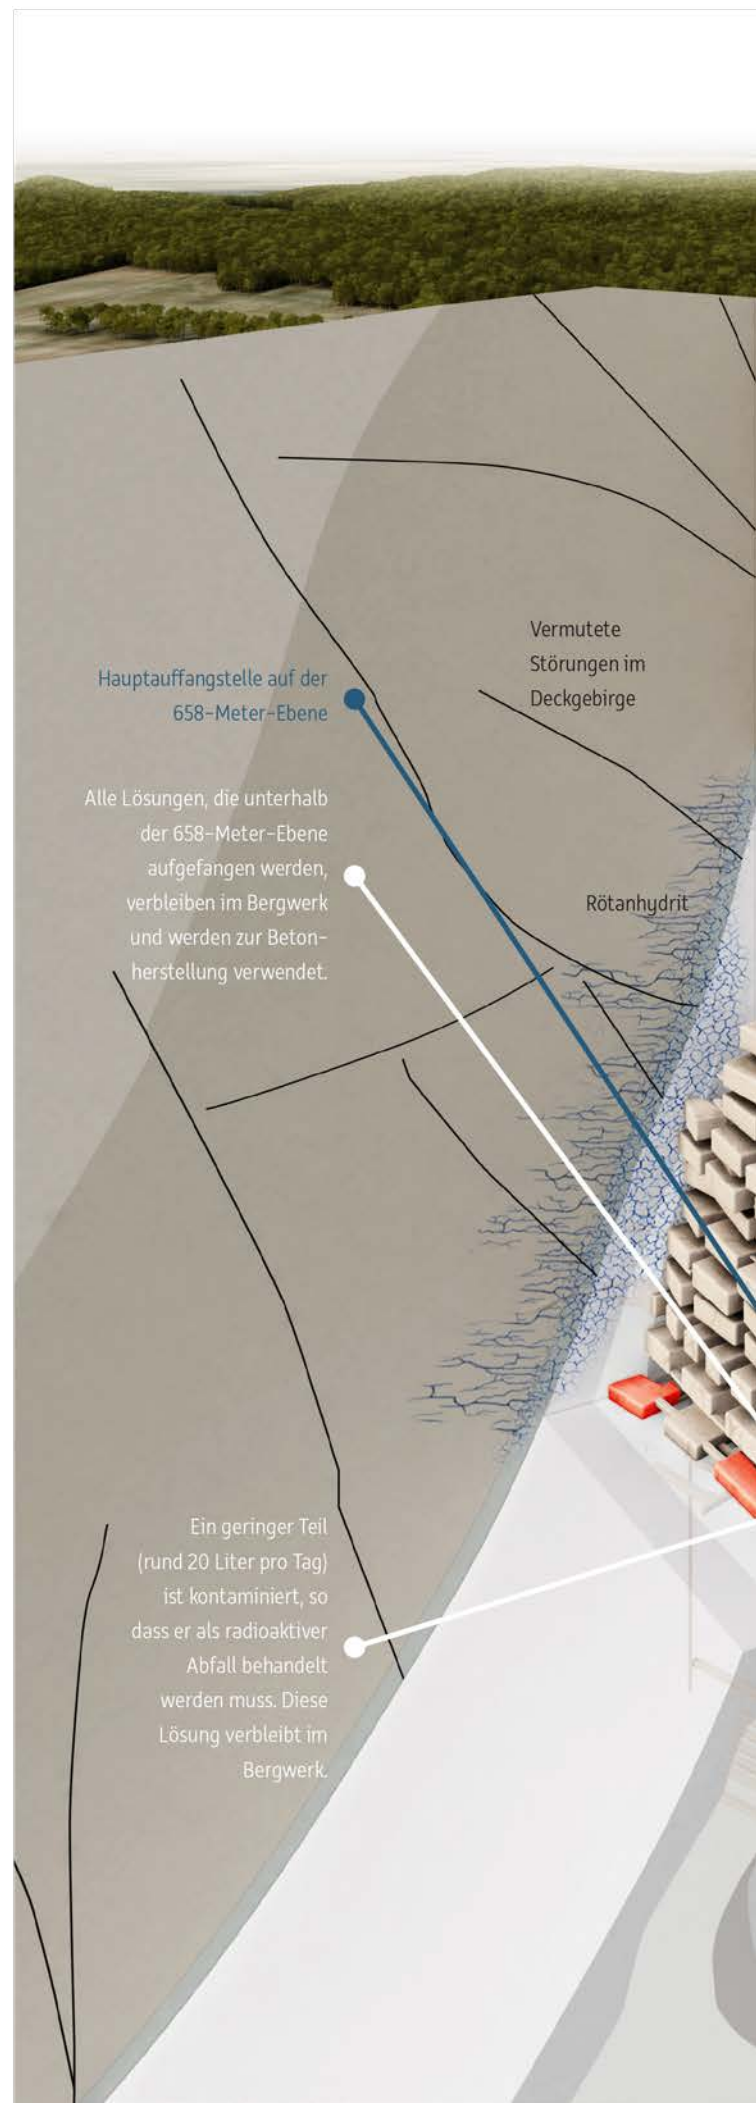 Vermutete
Störungen im
Deckgebirge
Hauptauffangstelle auf der
658-Meter-Ebene
Alle Lösungen, die unterhalb
der 658-Meter-Ebene
aufgefangen werden,
verbleiben im Bergwerk
und werden zur Beton-
herstellung verwendet.
Rötanhydrit
Ein geringer Teil
(rund 20 Liter pro Tag)
ist kontaminiert, so
dass er als radioaktiver
Abfall behandelt
werden muss. Diese
Lösung verbleibt im
Bergwerk.